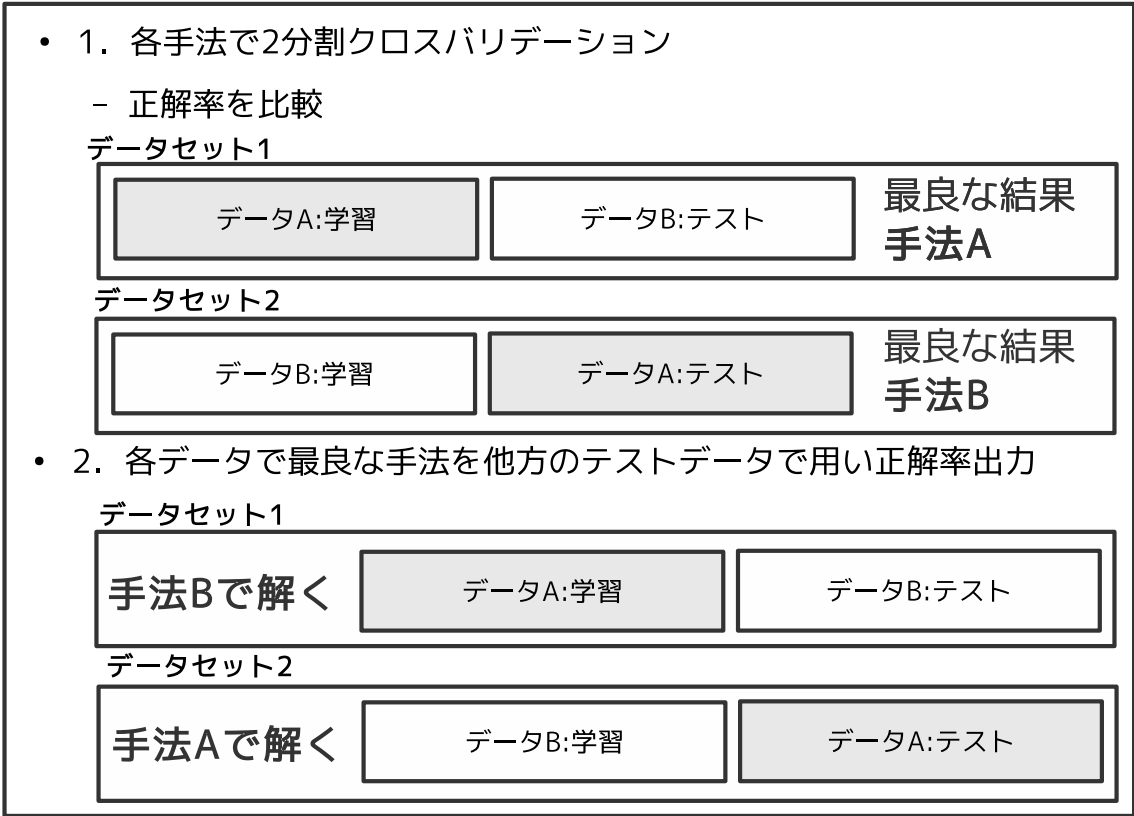 • 1. 各手法で2分割クロスバリデーション
– 正解率を比較
データセット1
データA:学習
データB:テスト
最良な結果
手法A
データセット2
データB:学習
データA:テスト
最良な結果
手法B
• 2. 各データで最良な手法を他方のテストデータで用い正解率出力
データセット1
手法Bで解く
データA:学習
データB:テスト
データセット2
手法Aで解く
データB:学習
データA:テスト